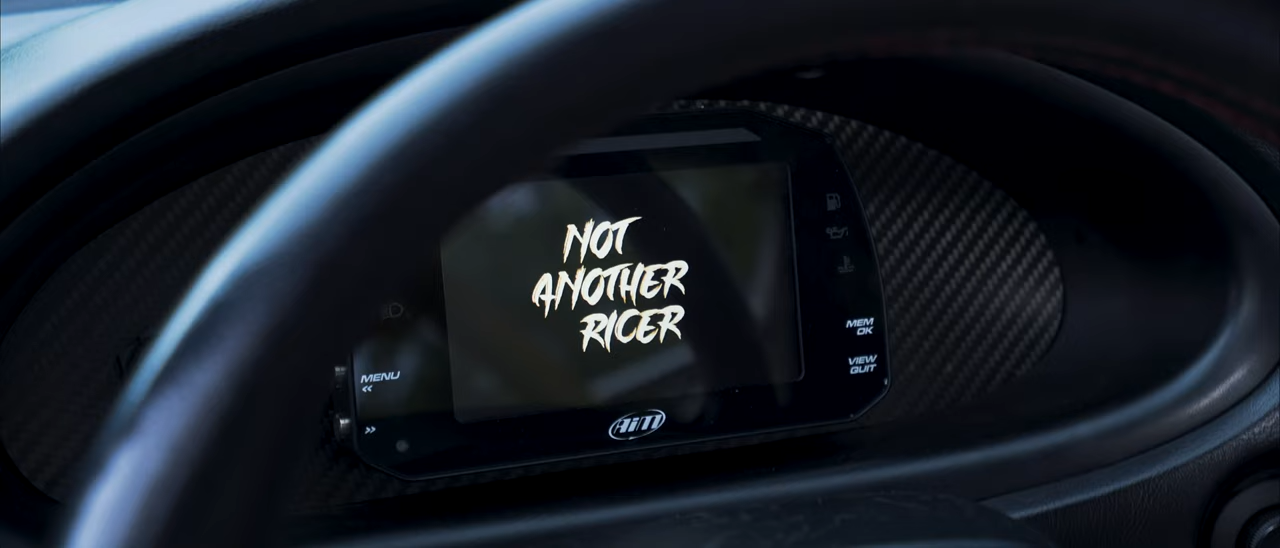 NOT
ANOTHER
RICER
MENU
<<
>>
MEM
OK
VIEW
QUIT
AiM